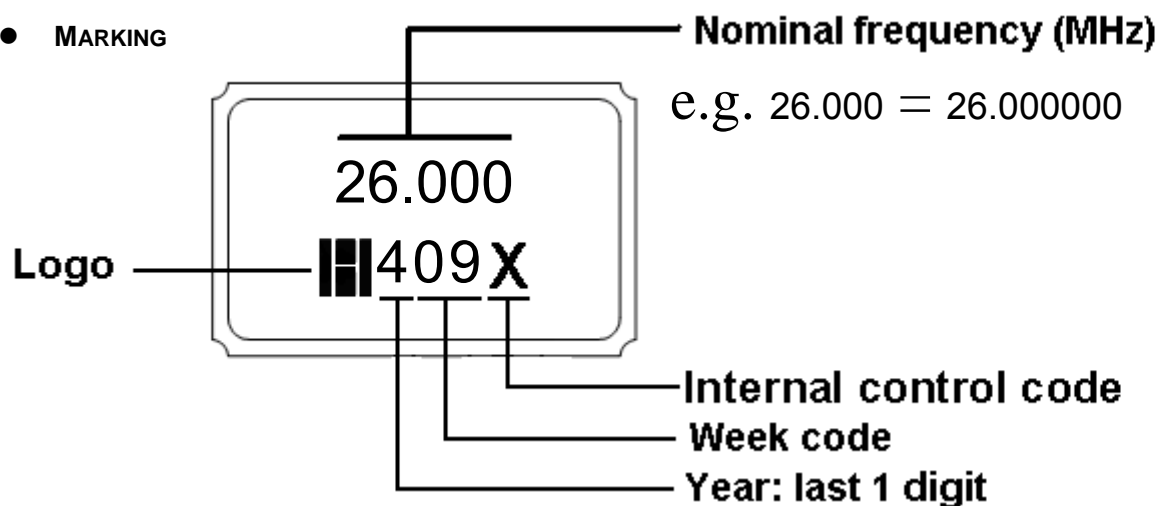 ● MARKING
Nominal frequency (MHz)
e.g. 26.000 = 26.000000
26.000
Logo
409X
Internal control code
Week code
Year: last 1 digit